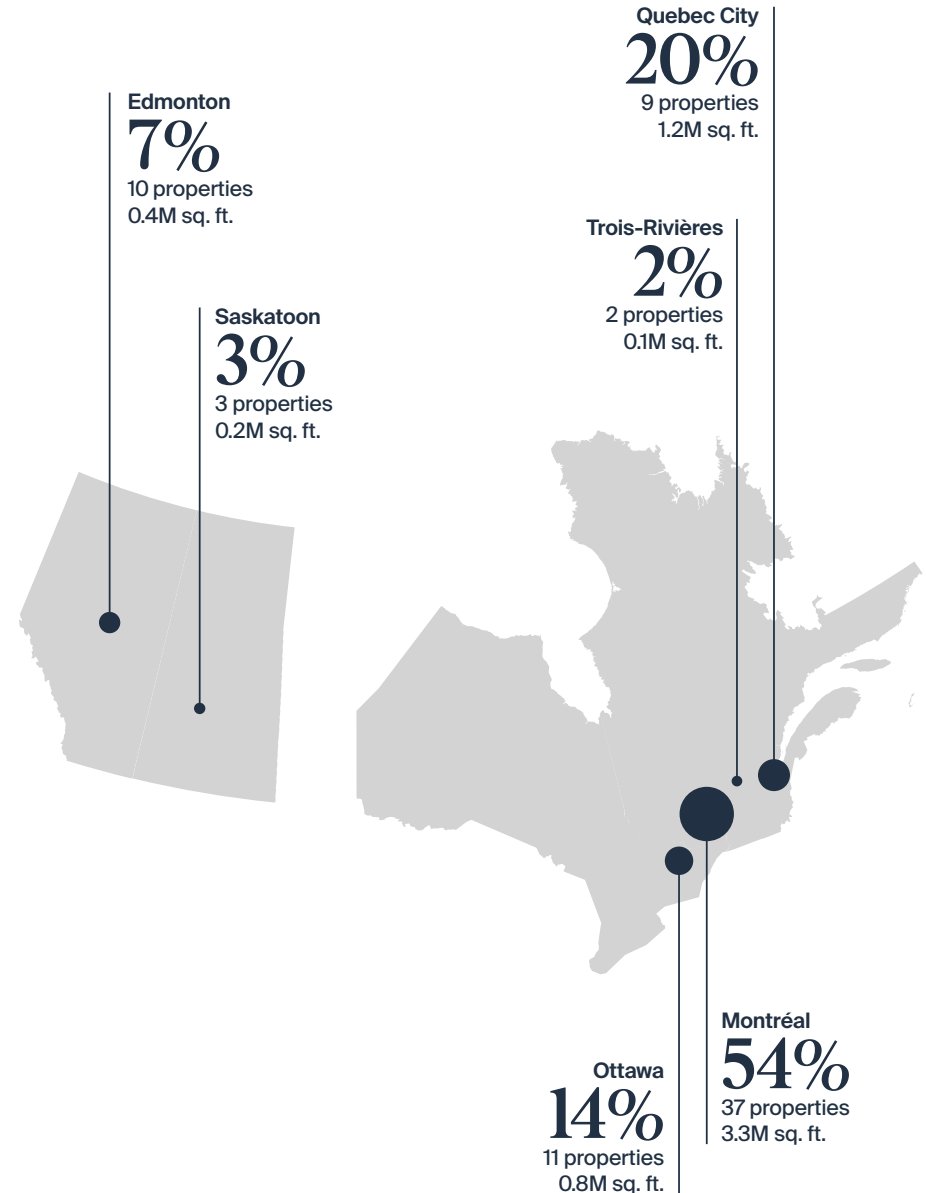 Quebec City
20%
9 properties
1.2M sq. ft.
Edmonton
7%
10 properties
0.4M sq. ft.
Trois-Rivières
2%
2 properties
0.1M sq. ft.
Saskatoon
3%
3 properties
0.2M sq. ft.
Montréal
54%
37 properties
3.3M sq. ft.
Ottawa
14%
11 properties
0.8M sq. ft.